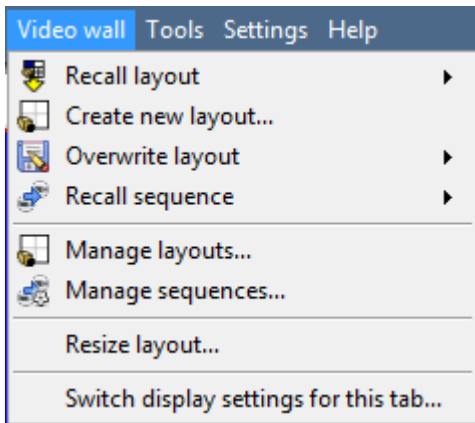 Video wall Tools Settings Help
Recall layout
Create new layout...
Overwrite layout
Recall sequence
Manage layouts...
Manage sequences...
Resize layout...
Switch display settings for this tab...